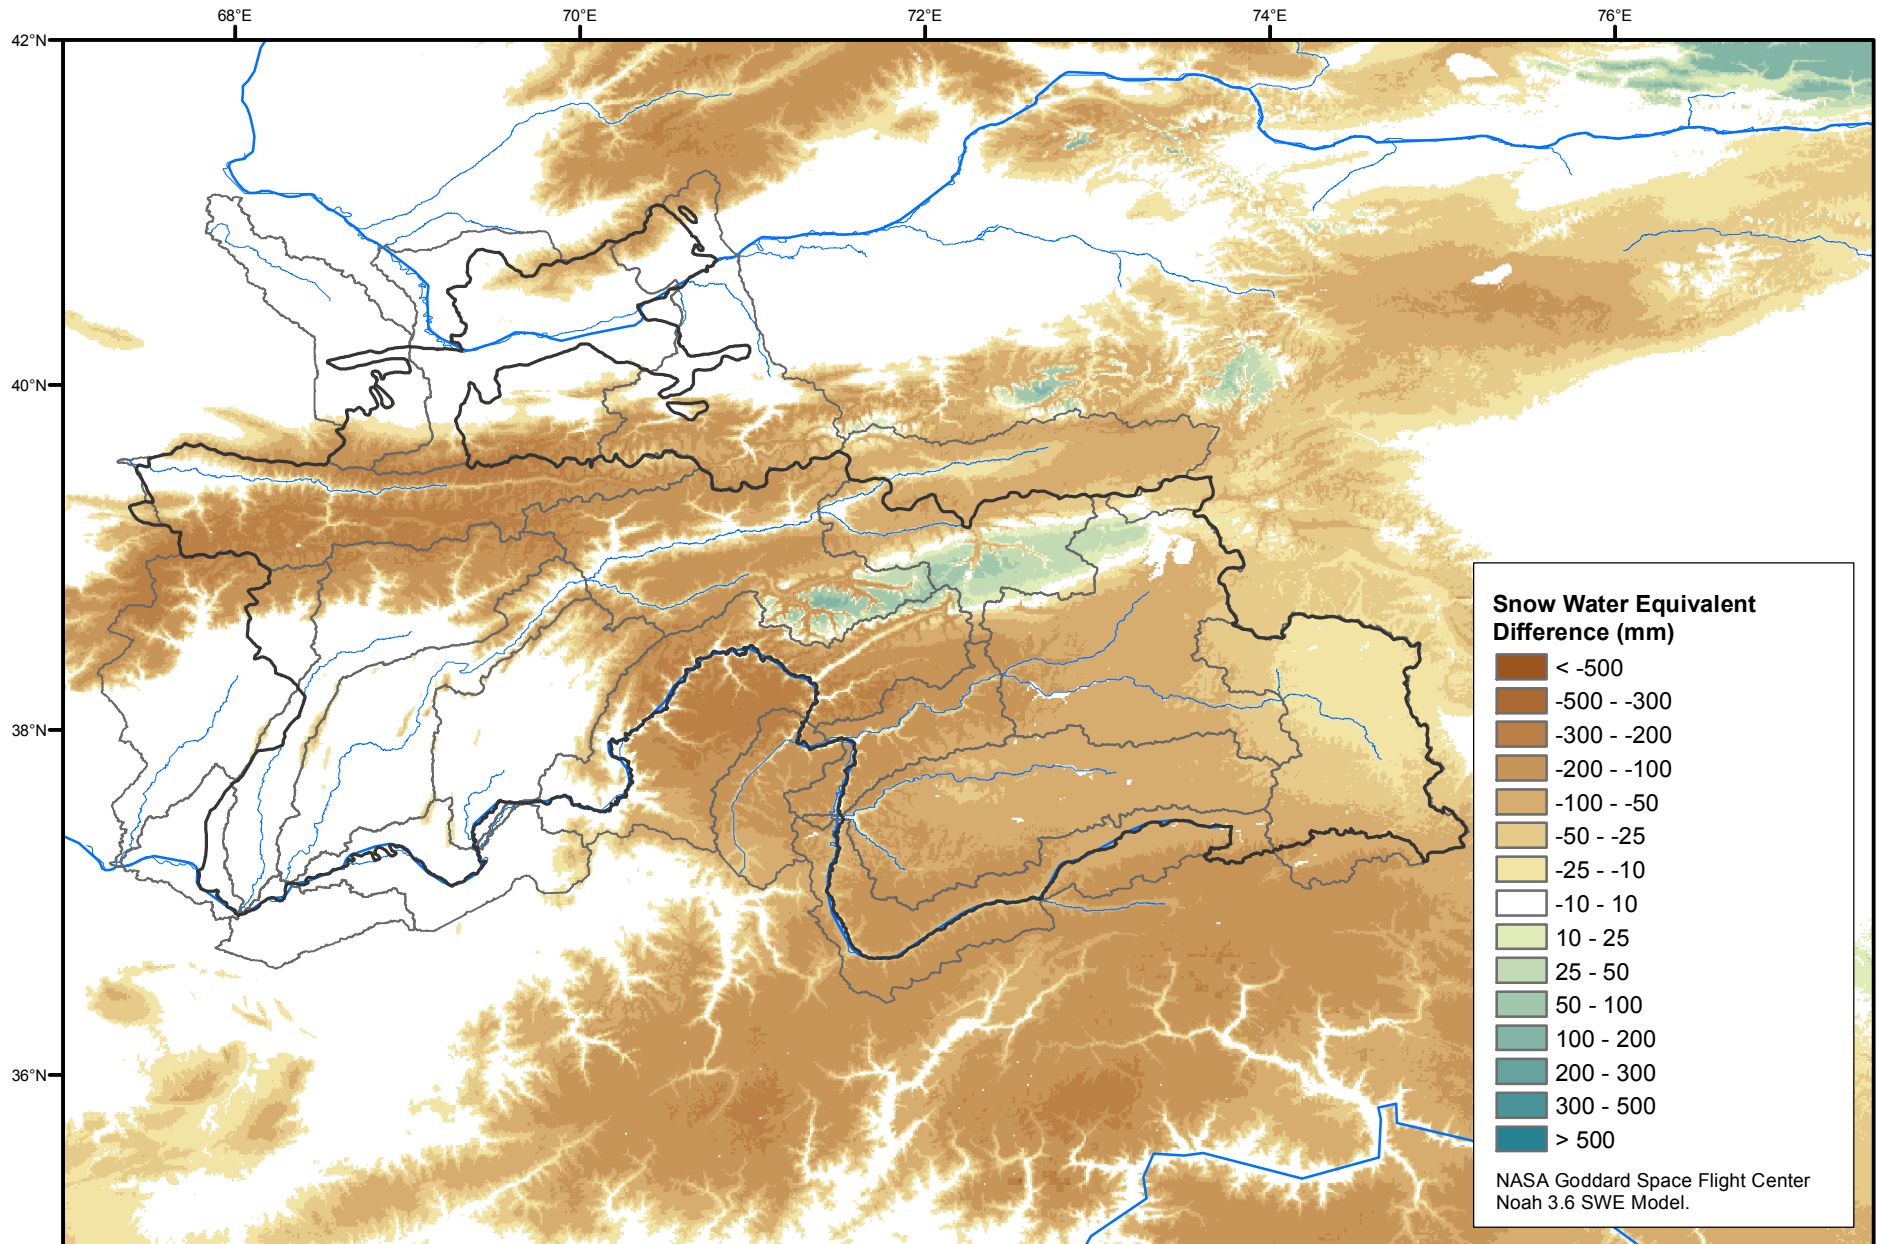 68°E
70°E
72°E
74°E
76°E
42°N
40°N
38°N
36°N
Snow Water Equivalent
Difference (mm)
< -500
-500 - -300
-300 - -200
-200 - -100
-100 - -50
-50 - -25
-25 - -10
-10 - 10
10 - 25
25 - 50
50 - 100
100 - 200
200 - 300
300 - 500
> 500
NASA Goddard Space Flight Center
Noah 3.6 SWE Model.